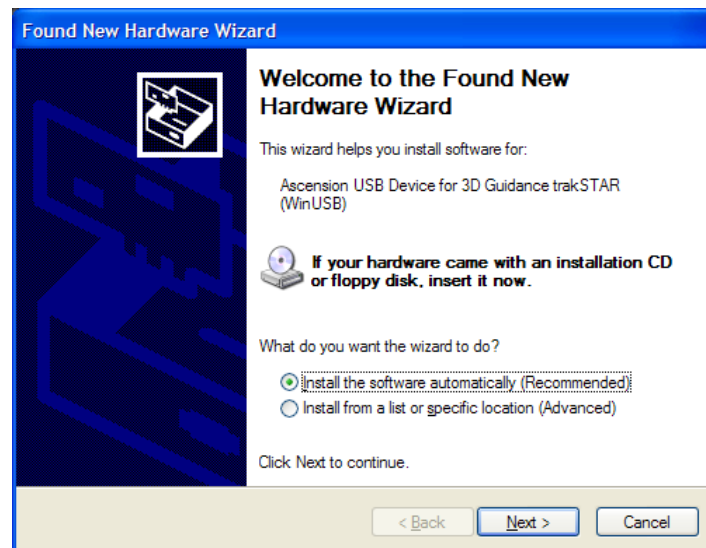 Found New Hardware Wizard
Welcome to the Found New
Hardware Wizard
This wizard helps you install software for:
Ascension USB Device for 3D Guidance trakSTAR
(WinUSB)
If your hardware came with an installation CD
or floppy disk, insert it now.
What do you want the wizard to do?
Install the software automatically (Recommended)
Install from a list or specific location (Advanced)
Click Next to continue.
< Back Next > Cancel